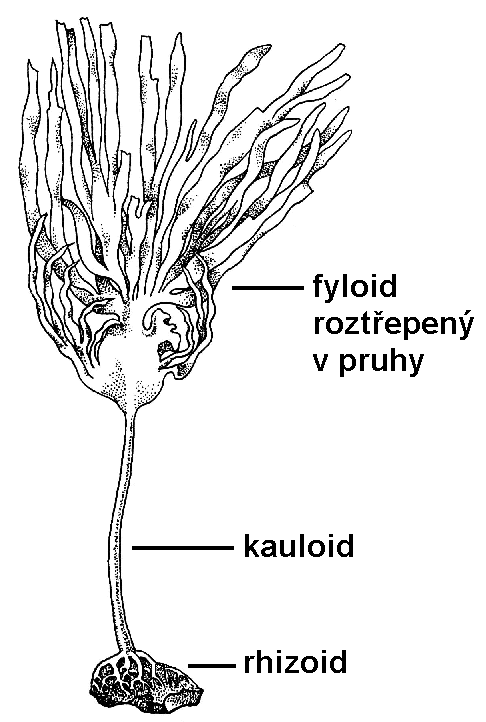 fyloid
roztřepený
v pruhy
kauloid
rhizoid